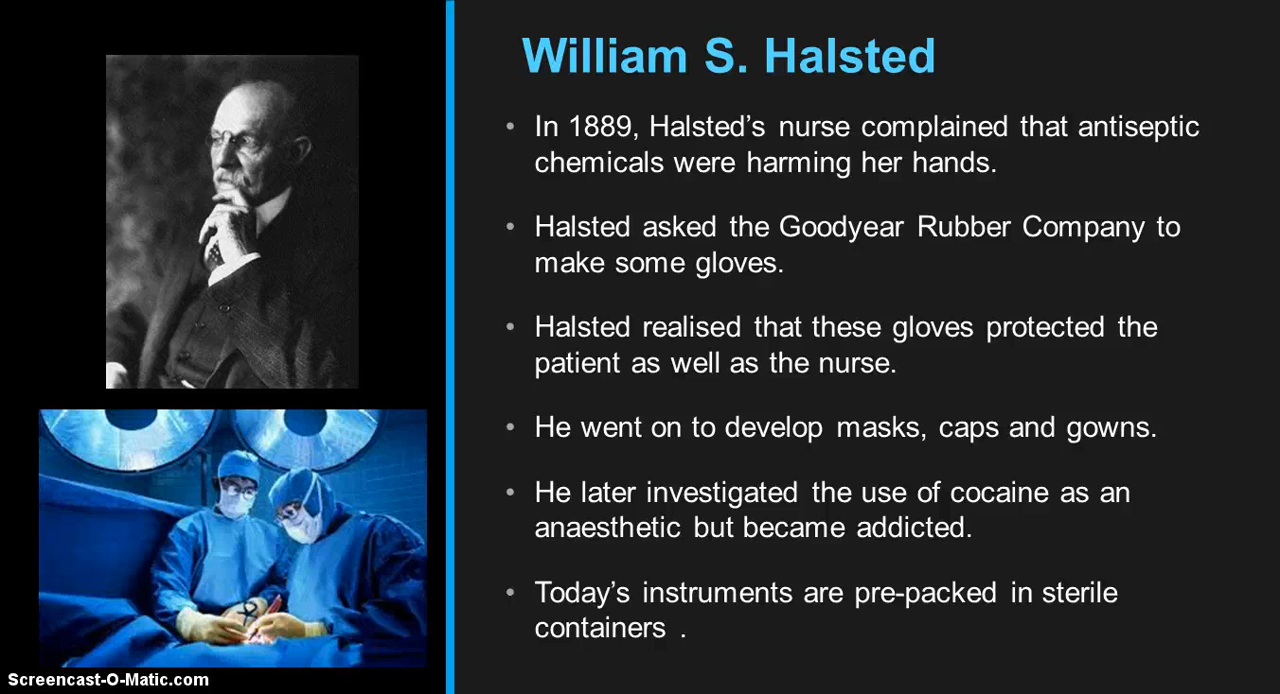 William S. Halsted
• In 1889, Halsted’s nurse complained that antiseptic
chemicals were harming her hands.
• Halsted asked the Goodyear Rubber Company to
make some gloves.
• Halsted realised that these gloves protected the
patient as well as the nurse.
• He went on to develop masks, caps and gowns.
• He later investigated the use of cocaine as an
anaesthetic but became addicted.
• Today’s instruments are pre-packed in sterile
containers .
Screencast-O-Matic.com